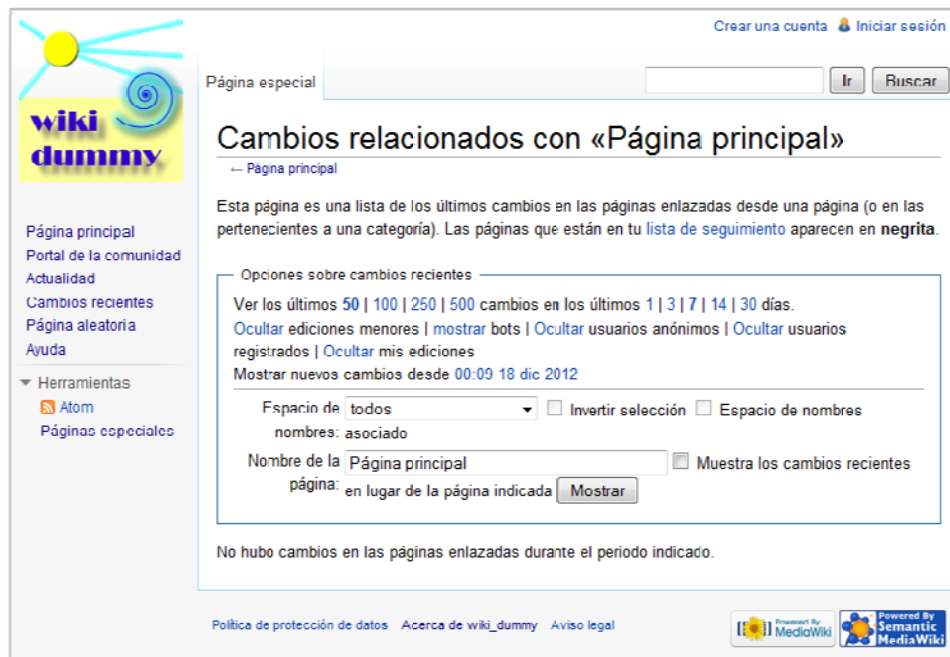 Crear una cuenta Iniciar sesión
Página especial
Ir
Buscar
wiki
dummy
Cambios relacionados con «Página principal»
← Página principal
Esta página es una lista de los últimos cambios en las páginas enlazadas desde una página (o en las
pertenecientes a una categoría). Las páginas que están en tu lista de seguimiento aparecen en negrita.
Página principal
Portal de la comunidad
Actualidad
Cambios recientes
Página aleatoria
Ayuda
Herramientas
Atom
Páginas especiales
Opciones sobre cambios recientes
Ver los últimos 50 | 100 | 250 | 500 cambios en los últimos 1 | 3 | 7 | 14 | 30 días.
Ocultar ediciones menores | mostrar bots | Ocultar usuarios anónimos | Ocultar usuarios
registrados | Ocultar mis ediciones
Mostrar nuevos cambios desde 00:09 18 dic 2012
Espacio de todos Invertir selección Espacio de nombres
nombres: asociado
Nombre de la Página principal Muestra los cambios recientes
página: en lugar de la página indicada Mostrar
No hubo cambios en las páginas enlazadas durante el periodo indicado.
Política de protección de datos Acerca de wiki_dummy Aviso legal
Powered By
MediaWiki
Powered By
Semantic
MediaWiki